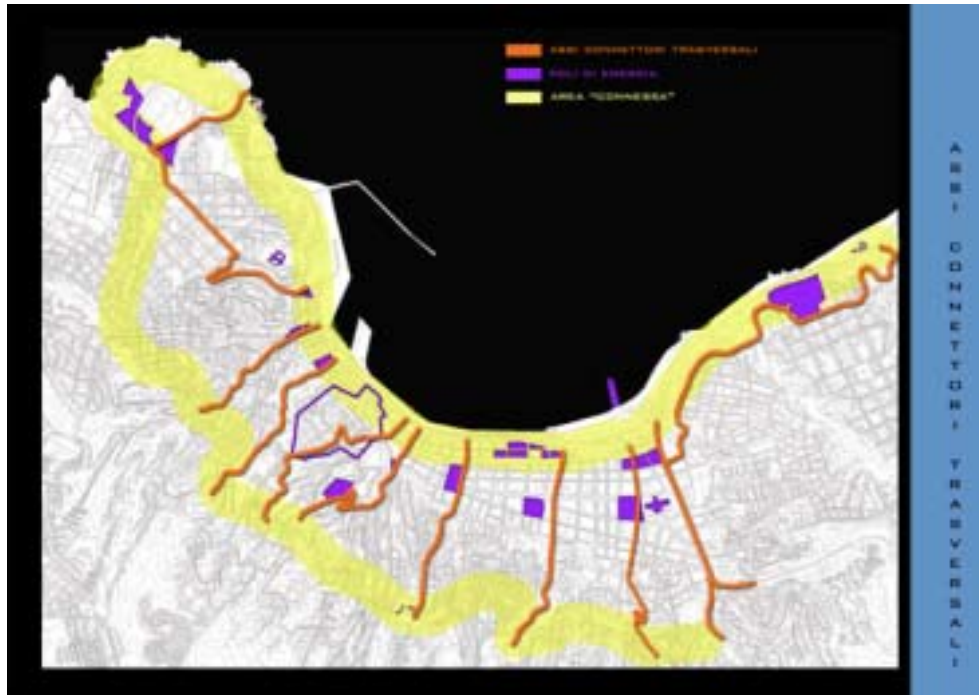 ASSI CONNETTORI TRASVERSALI
POLI DI ENERGIA
AREA "CONNESSA"
ASSI CONNETTORI TRASVERSALI